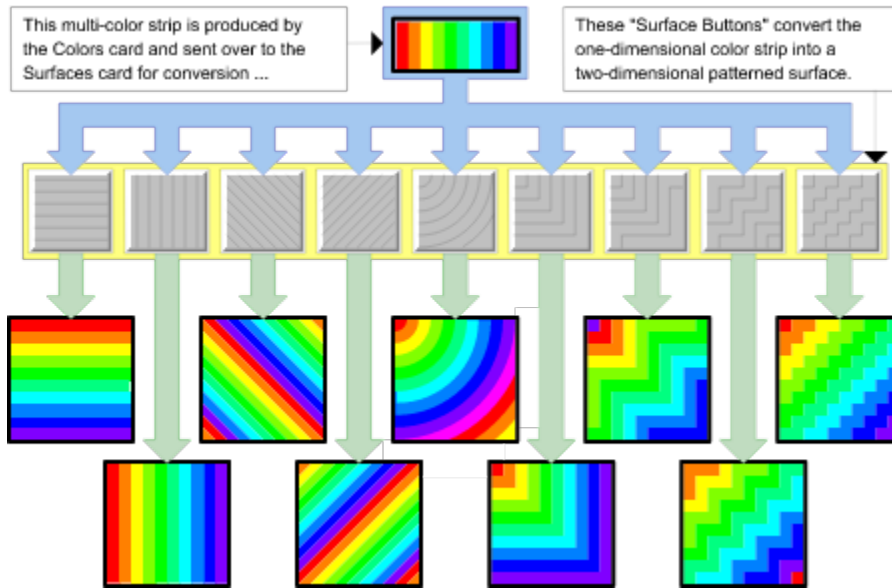 This multi-color strip is produced by
the Colors card and sent over to the
Surfaces card for conversion ...
These "Surface Buttons" convert the
one-dimensional color strip into a
two-dimensional patterned surface.